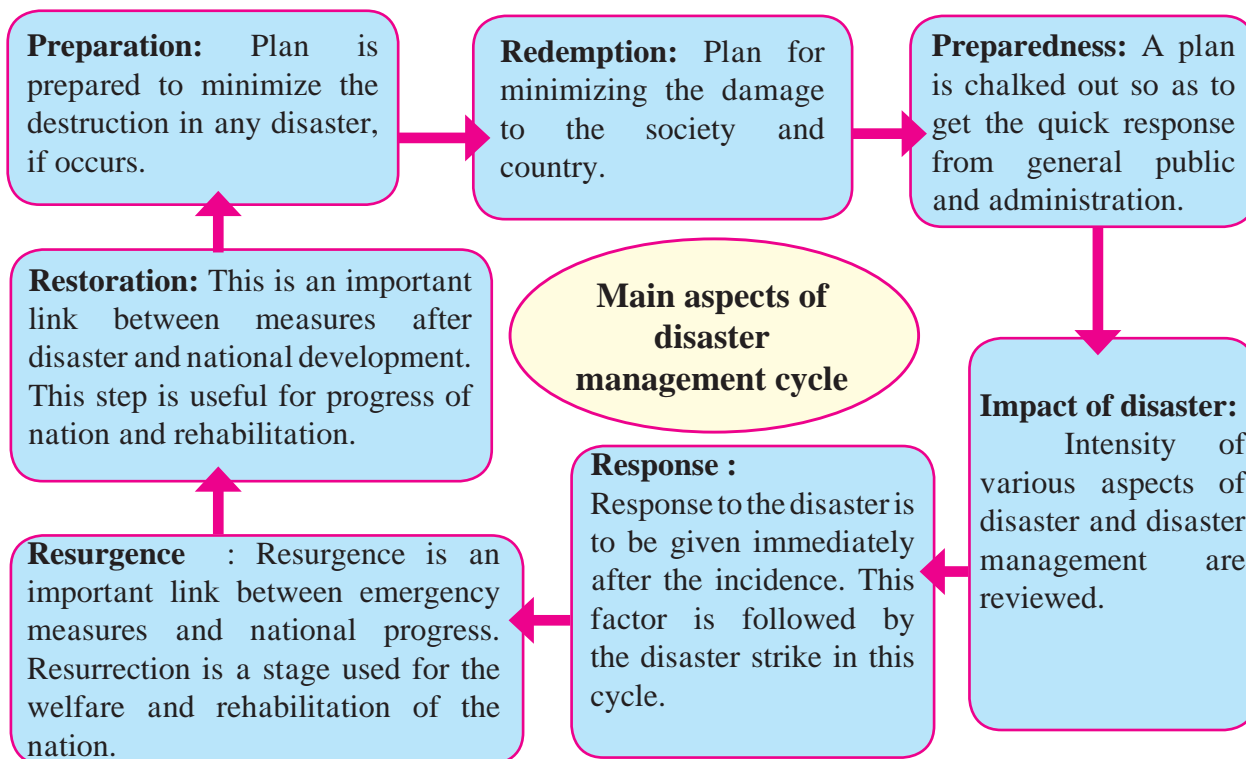 Preparation: Plan is
prepared to minimize the
destruction in any disaster,
if occurs.
Redemption: Plan for
minimizing the damage
to the society and
country.
Preparedness: A plan
is chalked out so as to
get the quick response
from general public
and administration.
Restoration: This is an important
link between measures after
disaster and national development.
This step is useful for progress of
nation and rehabilitation.
Main aspects of
disaster
management cycle
Impact of disaster:
Intensity of
various aspects of
disaster and disaster
management are
reviewed.
Response :
Response to the disaster is
to be given immediately
after the incidence. This
factor is followed by
the disaster strike in this
cycle.
Resurgence : Resurgence is an
important link between emergency
measures and national progress.
Resurrection is a stage used for the
welfare and rehabilitation of the
nation.